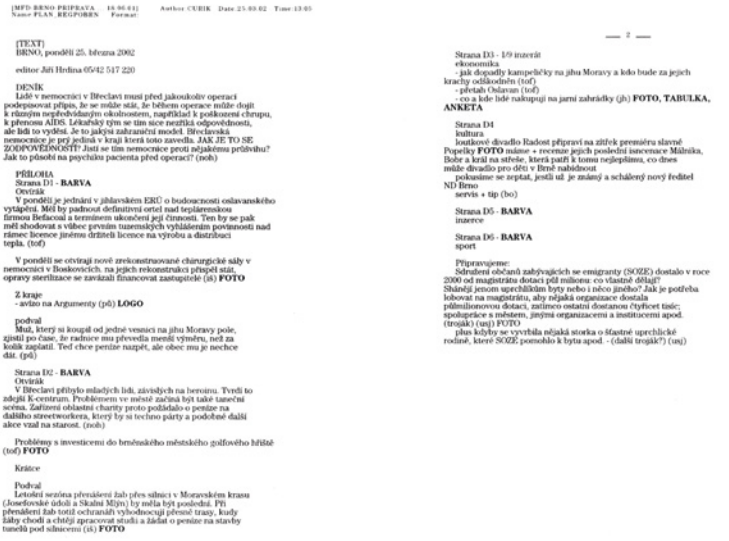 [MFD-BRNO-PRIPRAVA 18.06.01] Author CUBIK Date 25.03.02 Time 13:05
Name PLAN_REGPOBRN Format:
[TEXT]
BRNO, pondělí 25. března 2002
editor Jiří Hrdina 05/42 517 220
DENÍK
Lidé v nemocnici v Břeclavi musí před jakoukoliv operací
podepisovat přípis, že se může stát, že během operace může dojít
k různým nepředvídaným okolnostem, například k poškození chrupu,
k přenosu AIDS. Lékařský tým se tím sice nezříká odpovědnosti,
ale lidi to vyděsí. Je to jakýsi zahraniční model. Břeclavská
nemocnice je prý jediná v kraji která toto zavedla. JAK JE TO SE
ZODPOVĚDNOSTÍ? Jistí se tím nemocnice proti nějakému průšvihu?
Jak to působí na psychiku pacienta před operací? (noh)
PŘÍLOHA
Strana D1 - BARVA
Otvírák
V pondělí je jednání v jihlavském ERÚ o budoucnosti oslavanského
vytápění. Měl by padnout definitivní ortel nad teplárenskou
firmou Befacoal a termínem ukončení její činnosti. Ten by se pak
měl shodovat s vůbec prvním tuzemských vyhlášením povinnosti nad
rámec licence jinému držiteli licence na výrobu a distribuci
tepla. (tof)
V pondělí se otvírají nově zrekonstruované chirurgické sály v
nemocnici v Boskovicích, na jejich rekonstrukci přispěl stát,
opravy sterilizace se zavázali financovat zastupitelé (iš) FOTO
Z kraje
- avízo na Argumenty (pů) LOGO
podval
Muž, který si koupil od jedné vesnici na jihu Moravy pole,
zjistil po čase, že radnice mu převedla menší výměru, než za
kolik zaplatil. Teď chce peníze nazpět, ale obec mu je nechce
dát. (pů)
Strana D2 - BARVA
Otvírák
V Břeclavi přibylo mladých lidí, závislých na heroinu. Tvrdí to
zdejší K-centrum. Problémem ve městě začíná být také taneční
scéna. Zařízení oblastní charity proto požádalo o peníze na
dalšího streetworkera, který by si techno párty a podobné další
akce vzal na starost. (noh)
Problémy s investicemi do brněnského městského golfového hřiště
(tof) FOTO
Krátce
Podval
Letošní sezóna přenášení žab přes silnici v Moravském krasu
(Josefovské údolí a Skalní Mlýn) by měla být poslední. Při
přenášení žab totiž ochranáři vyhodnocují přesné trasy, kudy
žáby chodí a chtějí zpracovat studii a žádat o peníze na stavby
tunelů pod silnicemi (iš) FOTO
— 2 —
Strana D3 - 1/9 inzerát
ekonomika
- jak dopadly kampeličky na jihu Moravy a kdo bude za jejich
krachy odškodněn (tof)
- přetah Oslavan (tof)
- co a kde lidé nakupují na jarní zahrádky (jh) FOTO, TABULKA,
ANKETA
Strana D4
kultura
loutkové divadlo Radost připraví na zítřek premiéru slavné
Popelky FOTO máme + recenze jejich poslední isncenace Málníka,
Bobr a král na střeše, která patří k tomu nejlepšímu, co dnes
může divadlo pro děti v Brně nabídnout
pokusíme se zeptat, jestli už je známý a schálený nový ředitel
ND Brno
servis + tip (bo)
Strana D5 - BARVA
inzerce
Strana D6 - BARVA
sport
Připravujeme:
Sdružení občanů zabývajících se emigranty (SOZE) dostalo v roce
2000 od magistrátu dotaci půl milionu: co vlastně dělají?
Shánějí jenom uprchlíkům byty nebo i něco jiného? Jak je potřeba
lobovat na magistrátu, aby nějaká organizace dostala
půlmilionovou dotaci, zatímco ostatní dostanou čtyřicet tisíc;
spolupráce s městem, jinými organizacemi a institucemi apod.
(troják) (usj) FOTO
plus kdyby se vyvrbila nějaká storka o šťastné uprchlické
rodině, které SOZE pomohlo k bytu apod. - (další troják?) (usj)